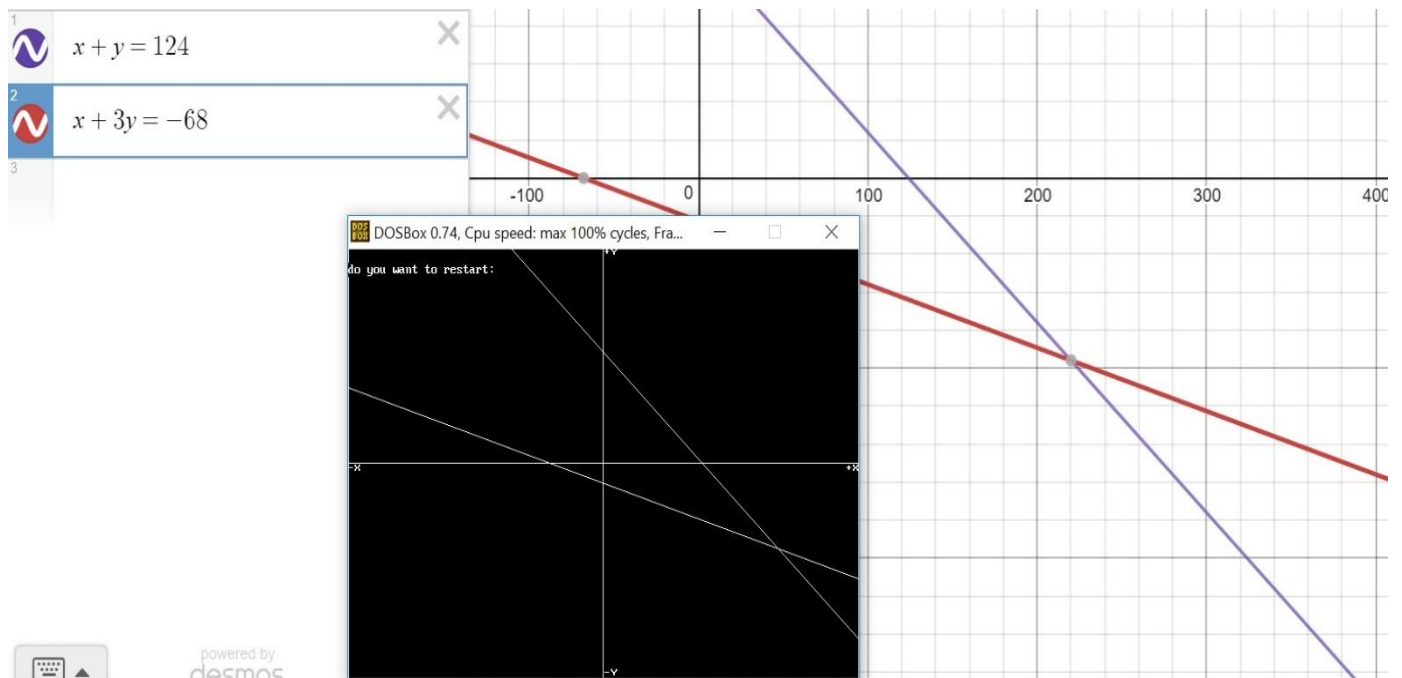 1
x + y = 124
2
x + 3y = −68
3
-100
0
100
200
300
400
DOSBox 0.74, Cpu speed: max 100% cycles, Fra...
+Y
do you want to restart:
-X
+X
-Y
powered by
desmos